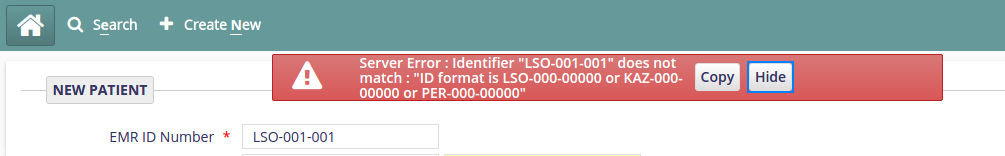 Search
Create New
Server Error : Identifier "LSO-001-001" does not
match : "ID format is LSO-000-00000 or KAZ-000-
00000 or PER-000-00000"
Copy
Hide
NEW PATIENT
EMR ID Number *
LSO-001-001